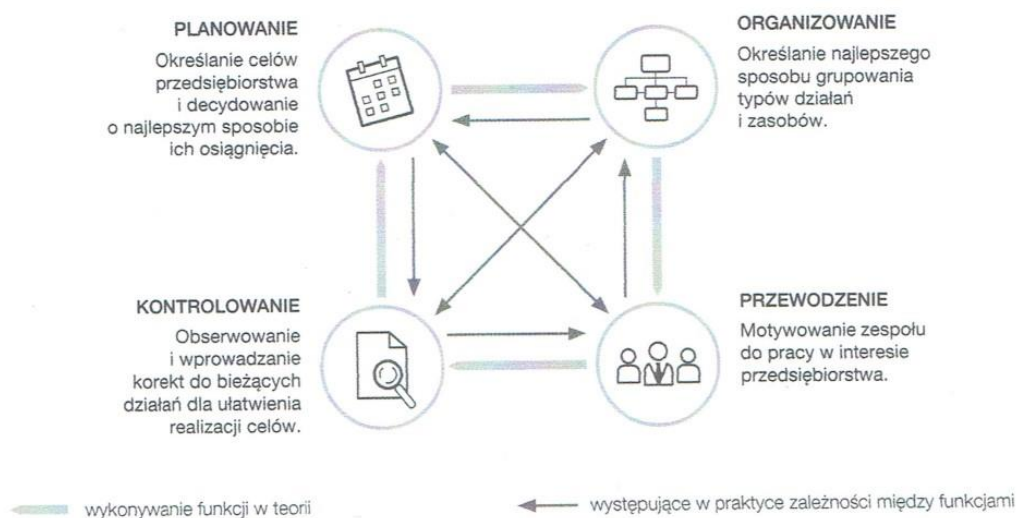 PLANOWANIE
Określanie celów
przedsiębiorstwa
i decydowanie
o najlepszym sposobie
ich osiągnięcia.
ORGANIZOWANIE
Określanie najlepszego
sposobu grupowania
typów działań
i zasobów.
KONTROLOWANIE
Obserwowanie
i wprowadzanie
korekt do bieżących
działań dla ułatwienia
realizacji celów.
PRZEWODZENIE
Motywowanie zespołu
do pracy w interesie
przedsiębiorstwa.
wykonywanie funkcji w teorii
występujące w praktyce zależności między funkcjami